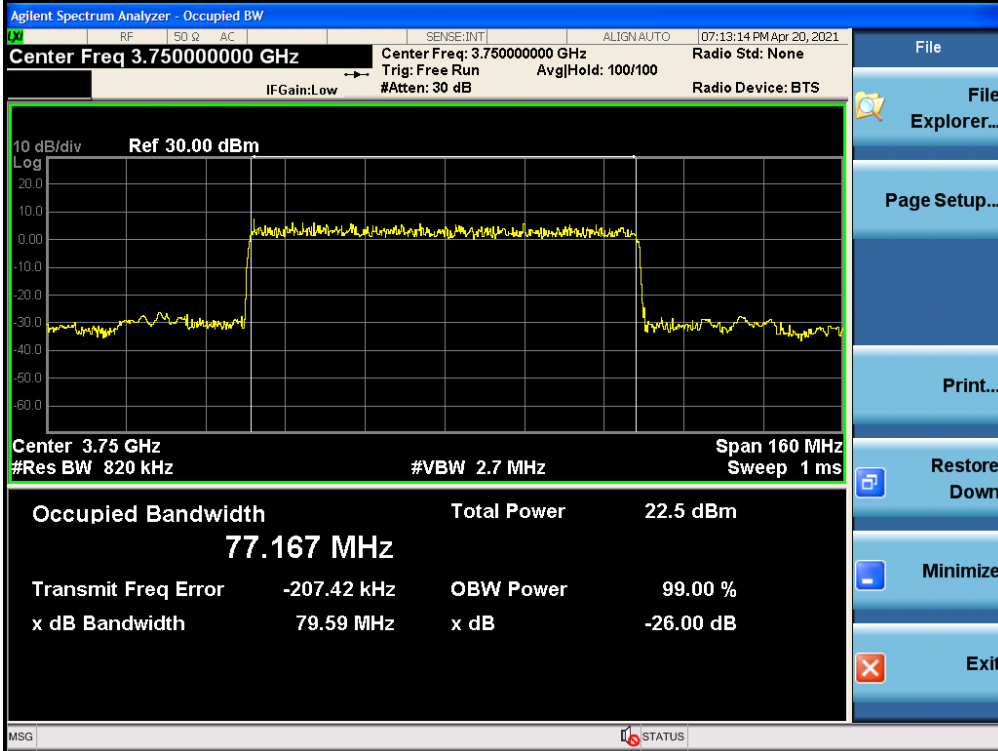 Agilent Spectrum Analyzer - Occupied BW
LXI RF 50 Ω AC SENSE:INT ALIGN AUTO 07:13:14 PM Apr 20, 2021
Center Freq 3.750000000 GHz
Center Freq: 3.750000000 GHz
Radio Std: None
Trig: Free Run Avg|Hold: 100/100
IFGain:Low
#Atten: 30 dB
Radio Device: BTS
10 dB/div Ref 30.00 dBm
Log
20.0
10.0
0.00
-10.0
-20.0
-30.0
-40.0
-50.0
-60.0
Center 3.75 GHz Span 160 MHz
#Res BW 820 kHz #VBW 2.7 MHz Sweep 1 ms
Occupied Bandwidth Total Power 22.5 dBm
77.167 MHz
Transmit Freq Error -207.42 kHz OBW Power 99.00 %
x dB Bandwidth 79.59 MHz x dB -26.00 dB
MSG STATUS
File
File
Explorer...
Page Setup...
Print...
Restore
Down
Minimize
Exit